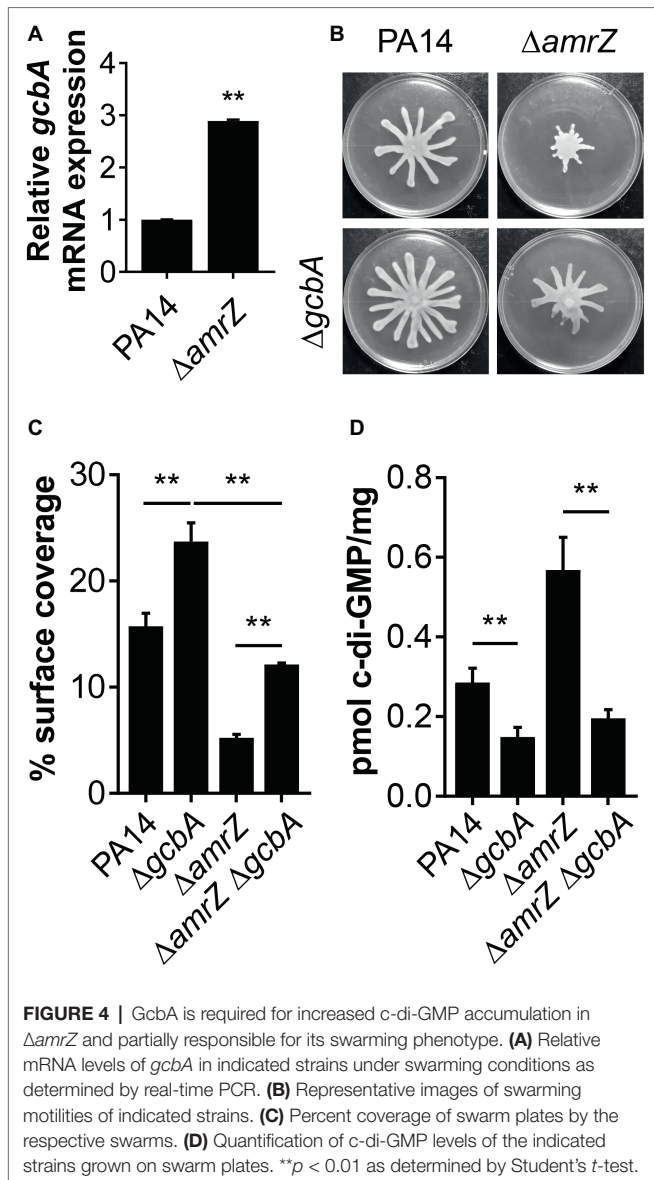 A
Relative gcbA
mRNA expression
4
3
2
1
0
**
PA14
ΔamrZ
B
PA14
ΔamrZ
ΔgcbA
C
% surface coverage
30
20
10
0
**
**
**
PA14
ΔgcbA
ΔamrZ
ΔamrZ ΔgcbA
D
pmol c-di-GMP/mg
0.8
0.6
0.4
0.2
0.0
**
**
PA14
ΔgcbA
ΔamrZ
ΔamrZ ΔgcbA
FIGURE 4 | GcbA is required for increased c-di-GMP accumulation in
ΔamrZ and partially responsible for its swarming phenotype. (A) Relative
mRNA levels of gcbA in indicated strains under swarming conditions as
determined by real-time PCR. (B) Representative images of swarming
motilities of indicated strains. (C) Percent coverage of swarm plates by the
respective swarms. (D) Quantification of c-di-GMP levels of the indicated
strains grown on swarm plates. **p < 0.01 as determined by Student's t-test.